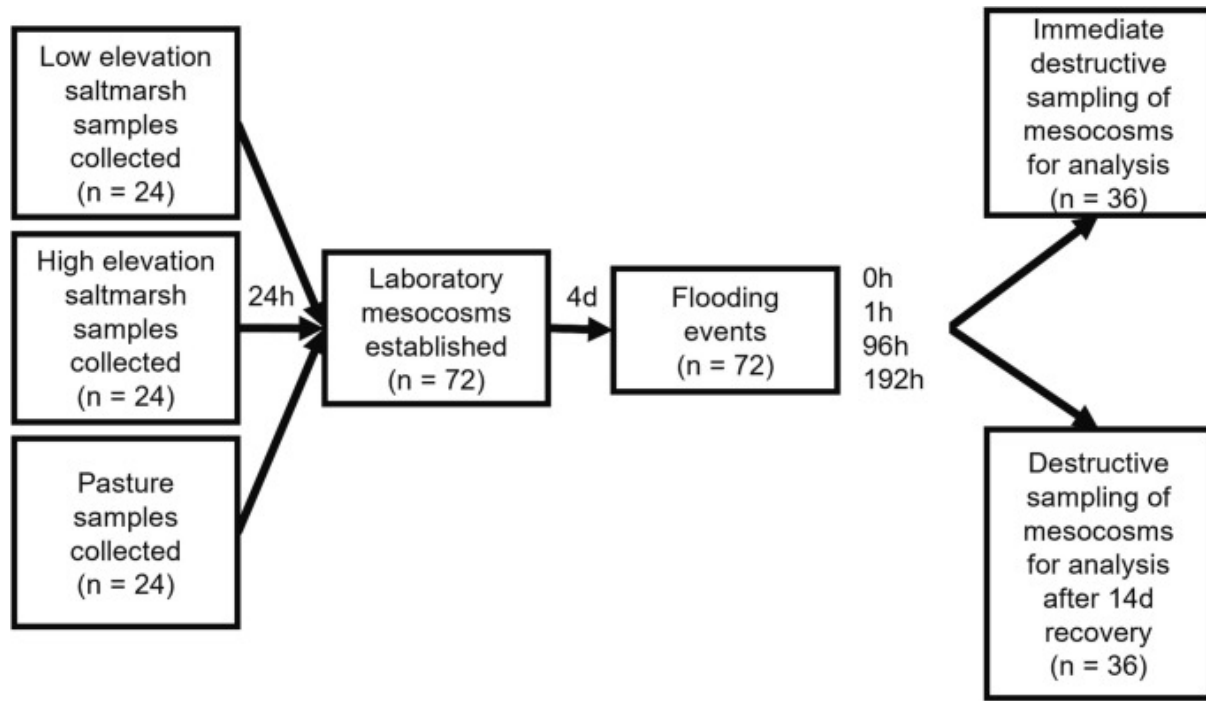 Low elevation
saltmarsh
samples
collected
(n = 24)
High elevation
saltmarsh
samples
collected
(n = 24)
Pasture
samples
collected
(n = 24)
24h
Laboratory
mesocosms
established
(n = 72)
4d
Flooding
events
(n = 72)
0h
1h
96h
192h
Immediate
destructive
sampling of
mesocosms
for analysis
(n = 36)
Destructive
sampling of
mesocosms
for analysis
after 14d
recovery
(n = 36)